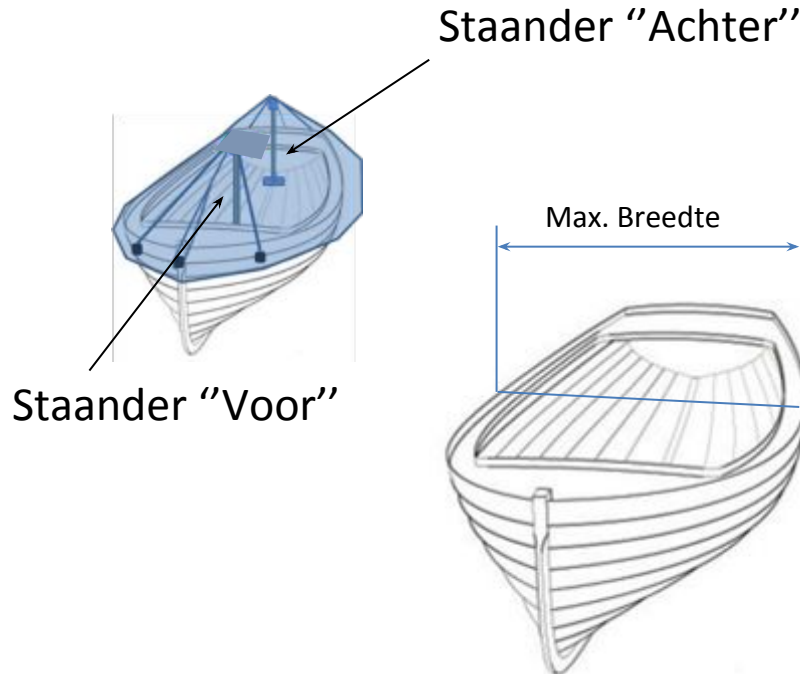 Staander ‘’Achter’’
Max. Breedte
Staander ‘’Voor’’